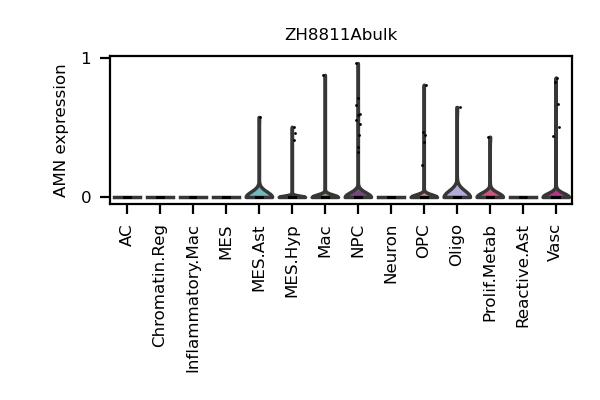 ZH8811Abulk
AMN expression
1
0
AC
Chromatin.Reg
Inflammatory.Mac
MES
MES.Ast
MES.Hyp
Mac
NPC
Neuron
OPC
Oligo
Prolif.Metab
Reactive.Ast
Vasc